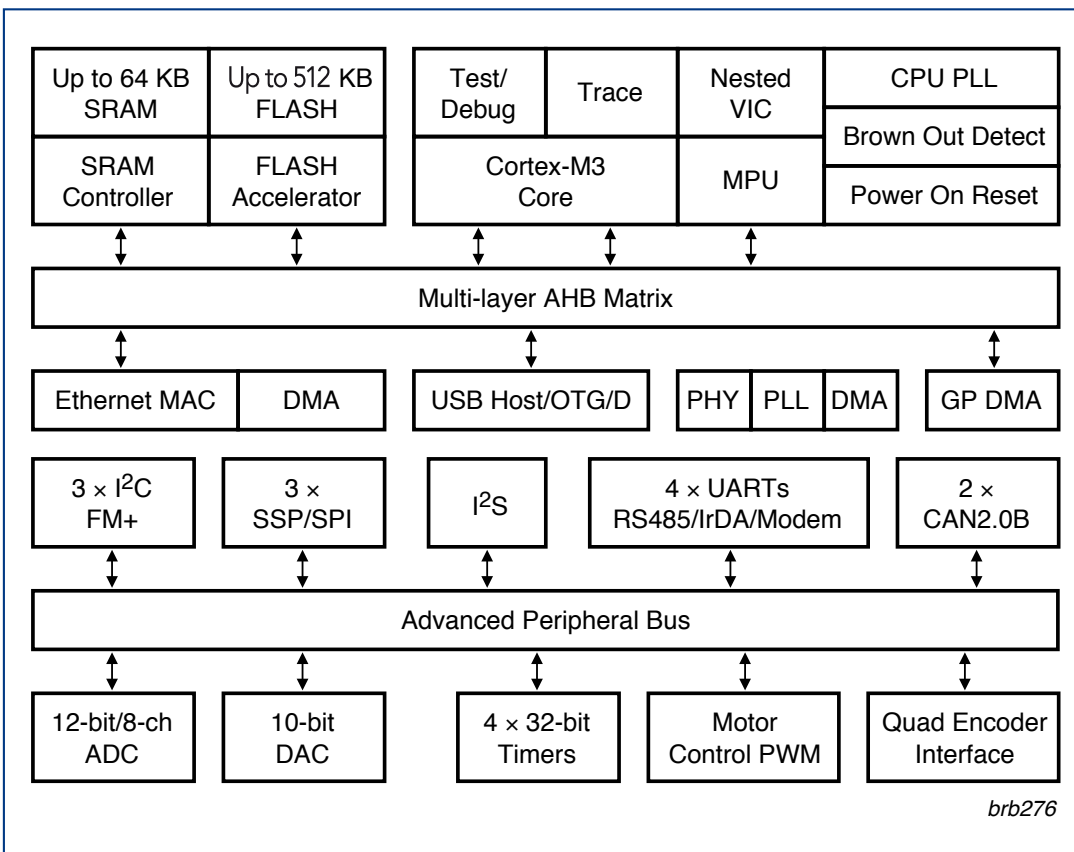 Up to 64 KB
SRAM
Up to 512 KB
FLASH
Test/
Debug
Trace
Nested
VIC
CPU PLL
Brown Out Detect
Power On Reset
SRAM
Controller
FLASH
Accelerator
Cortex-M3
Core
MPU
Multi-layer AHB Matrix
Ethernet MAC
DMA
USB Host/OTG/D
PHY
PLL
DMA
GP DMA
3 × I²C
FM+
3 ×
SSP/SPI
I²S
4 × UARTs
RS485/IrDA/Modem
2 ×
CAN2.0B
Advanced Peripheral Bus
12-bit/8-ch
ADC
10-bit
DAC
4 × 32-bit
Timers
Motor
Control PWM
Quad Encoder
Interface
brb276